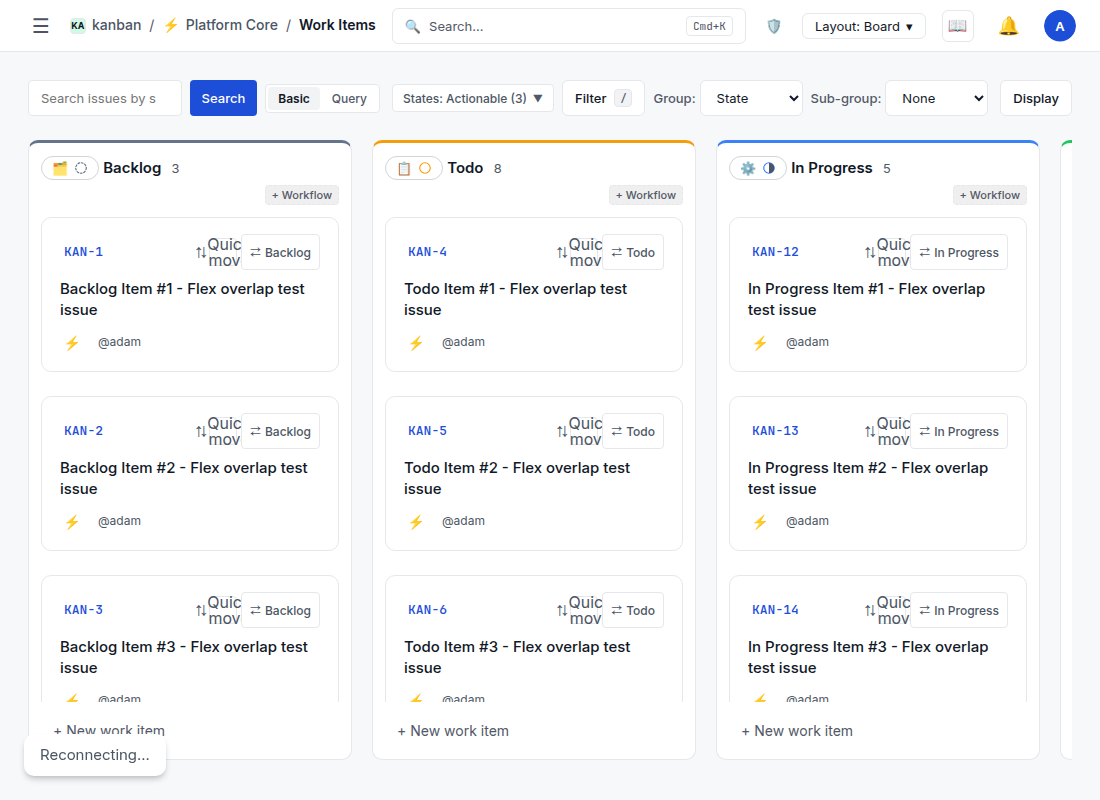 KA kanban / Platform Core / Work Items
Search...
Cmd+K
Layout: Board ▾
A
Search issues by s
Search
Basic
Query
States: Actionable (3) ▼
Filter /
Group:
State
Sub-group:
None
Display
Backlog 3
+ Workflow
KAN-1
Quic
mov
⇄ Backlog
Backlog Item #1 - Flex overlap test
issue
@adam
KAN-2
Quic
mov
⇄ Backlog
Backlog Item #2 - Flex overlap test
issue
@adam
KAN-3
Quic
mov
⇄ Backlog
Backlog Item #3 - Flex overlap test
issue
@adam
+ New work item
Todo 8
+ Workflow
KAN-4
Quic
mov
⇄ Todo
Todo Item #1 - Flex overlap test
issue
@adam
KAN-5
Quic
mov
⇄ Todo
Todo Item #2 - Flex overlap test
issue
@adam
KAN-6
Quic
mov
⇄ Todo
Todo Item #3 - Flex overlap test
issue
@adam
+ New work item
In Progress 5
+ Workflow
KAN-12
Quic
mov
⇄ In Progress
In Progress Item #1 - Flex overlap
test issue
@adam
KAN-13
Quic
mov
⇄ In Progress
In Progress Item #2 - Flex overlap
test issue
@adam
KAN-14
Quic
mov
⇄ In Progress
In Progress Item #3 - Flex overlap
test issue
@adam
+ New work item
Reconnecting...